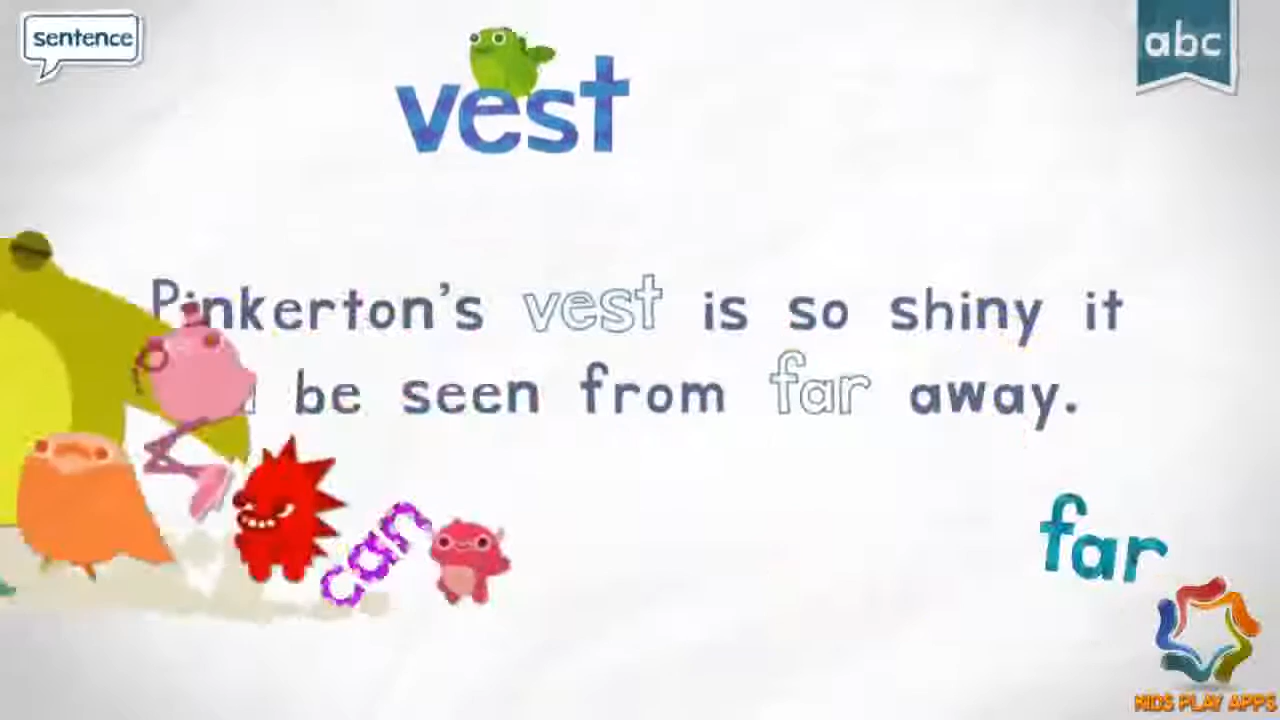 sentence
abc
vest
Pinkerton's vest is so shiny it
be seen from far away.
can
far
KIDS PLAY APPS